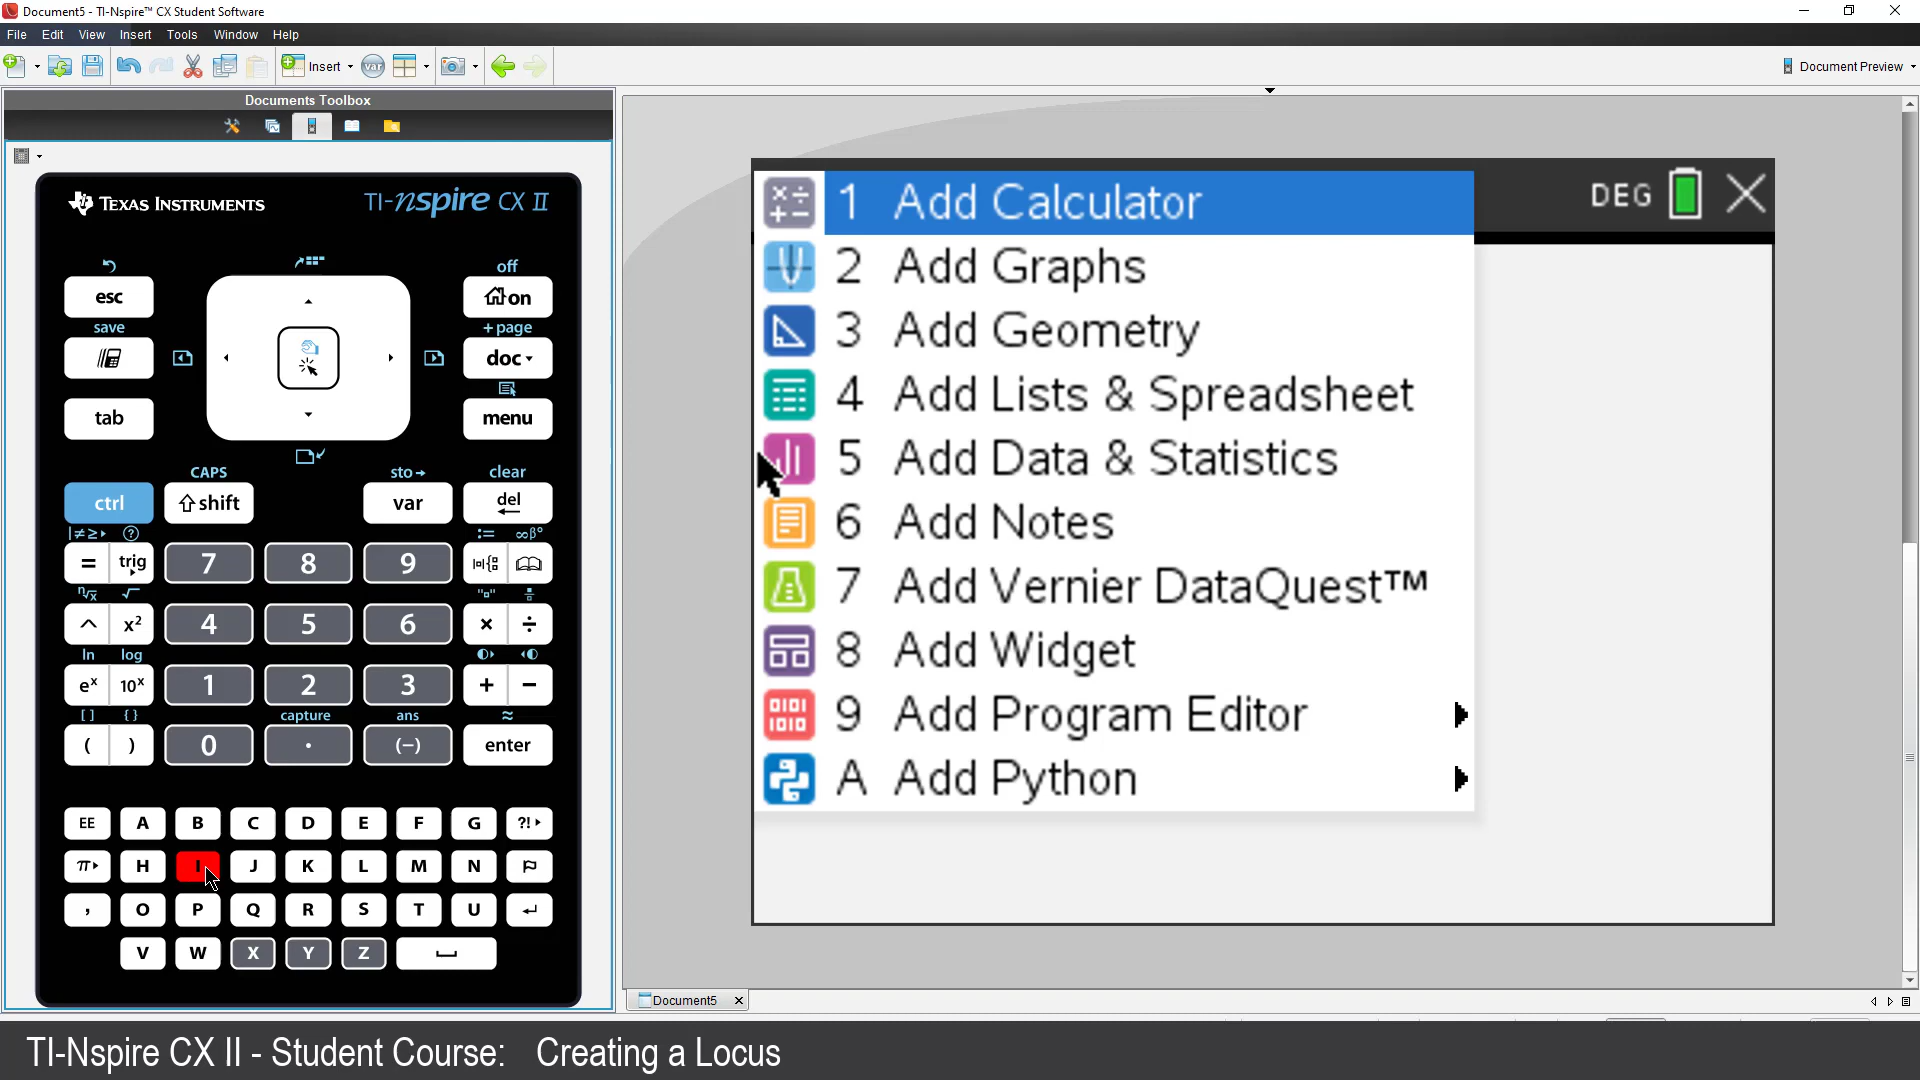 Document5 - TI-Nspire™ CX Student Software
File Edit View Insert Tools Window Help
Insert
var
Document Preview
Documents Toolbox
TEXAS INSTRUMENTS
TI-nspire CX II
off
esc
on
save
+ page
doc
tab
menu
CAPS
sto →
clear
ctrl
shift
var
del
|≠≥▸ ? := ∞β°
= trig 7 8 9
ⁿ√x √ "▫"
^ x² 4 5 6 × ÷
ln log
eˣ 10ˣ 1 2 3 + −
[ ] { } capture ans ≈
( ) 0 . (−) enter
EE A B C D E F G ?!▸
π▸ H I J K L M N
, O P Q R S T U ↵
V W X Y Z
DEG
1 Add Calculator
2 Add Graphs
3 Add Geometry
4 Add Lists & Spreadsheet
5 Add Data & Statistics
6 Add Notes
7 Add Vernier DataQuest™
8 Add Widget
9 Add Program Editor
A Add Python
Document5
TI-Nspire CX II - Student Course: Creating a Locus